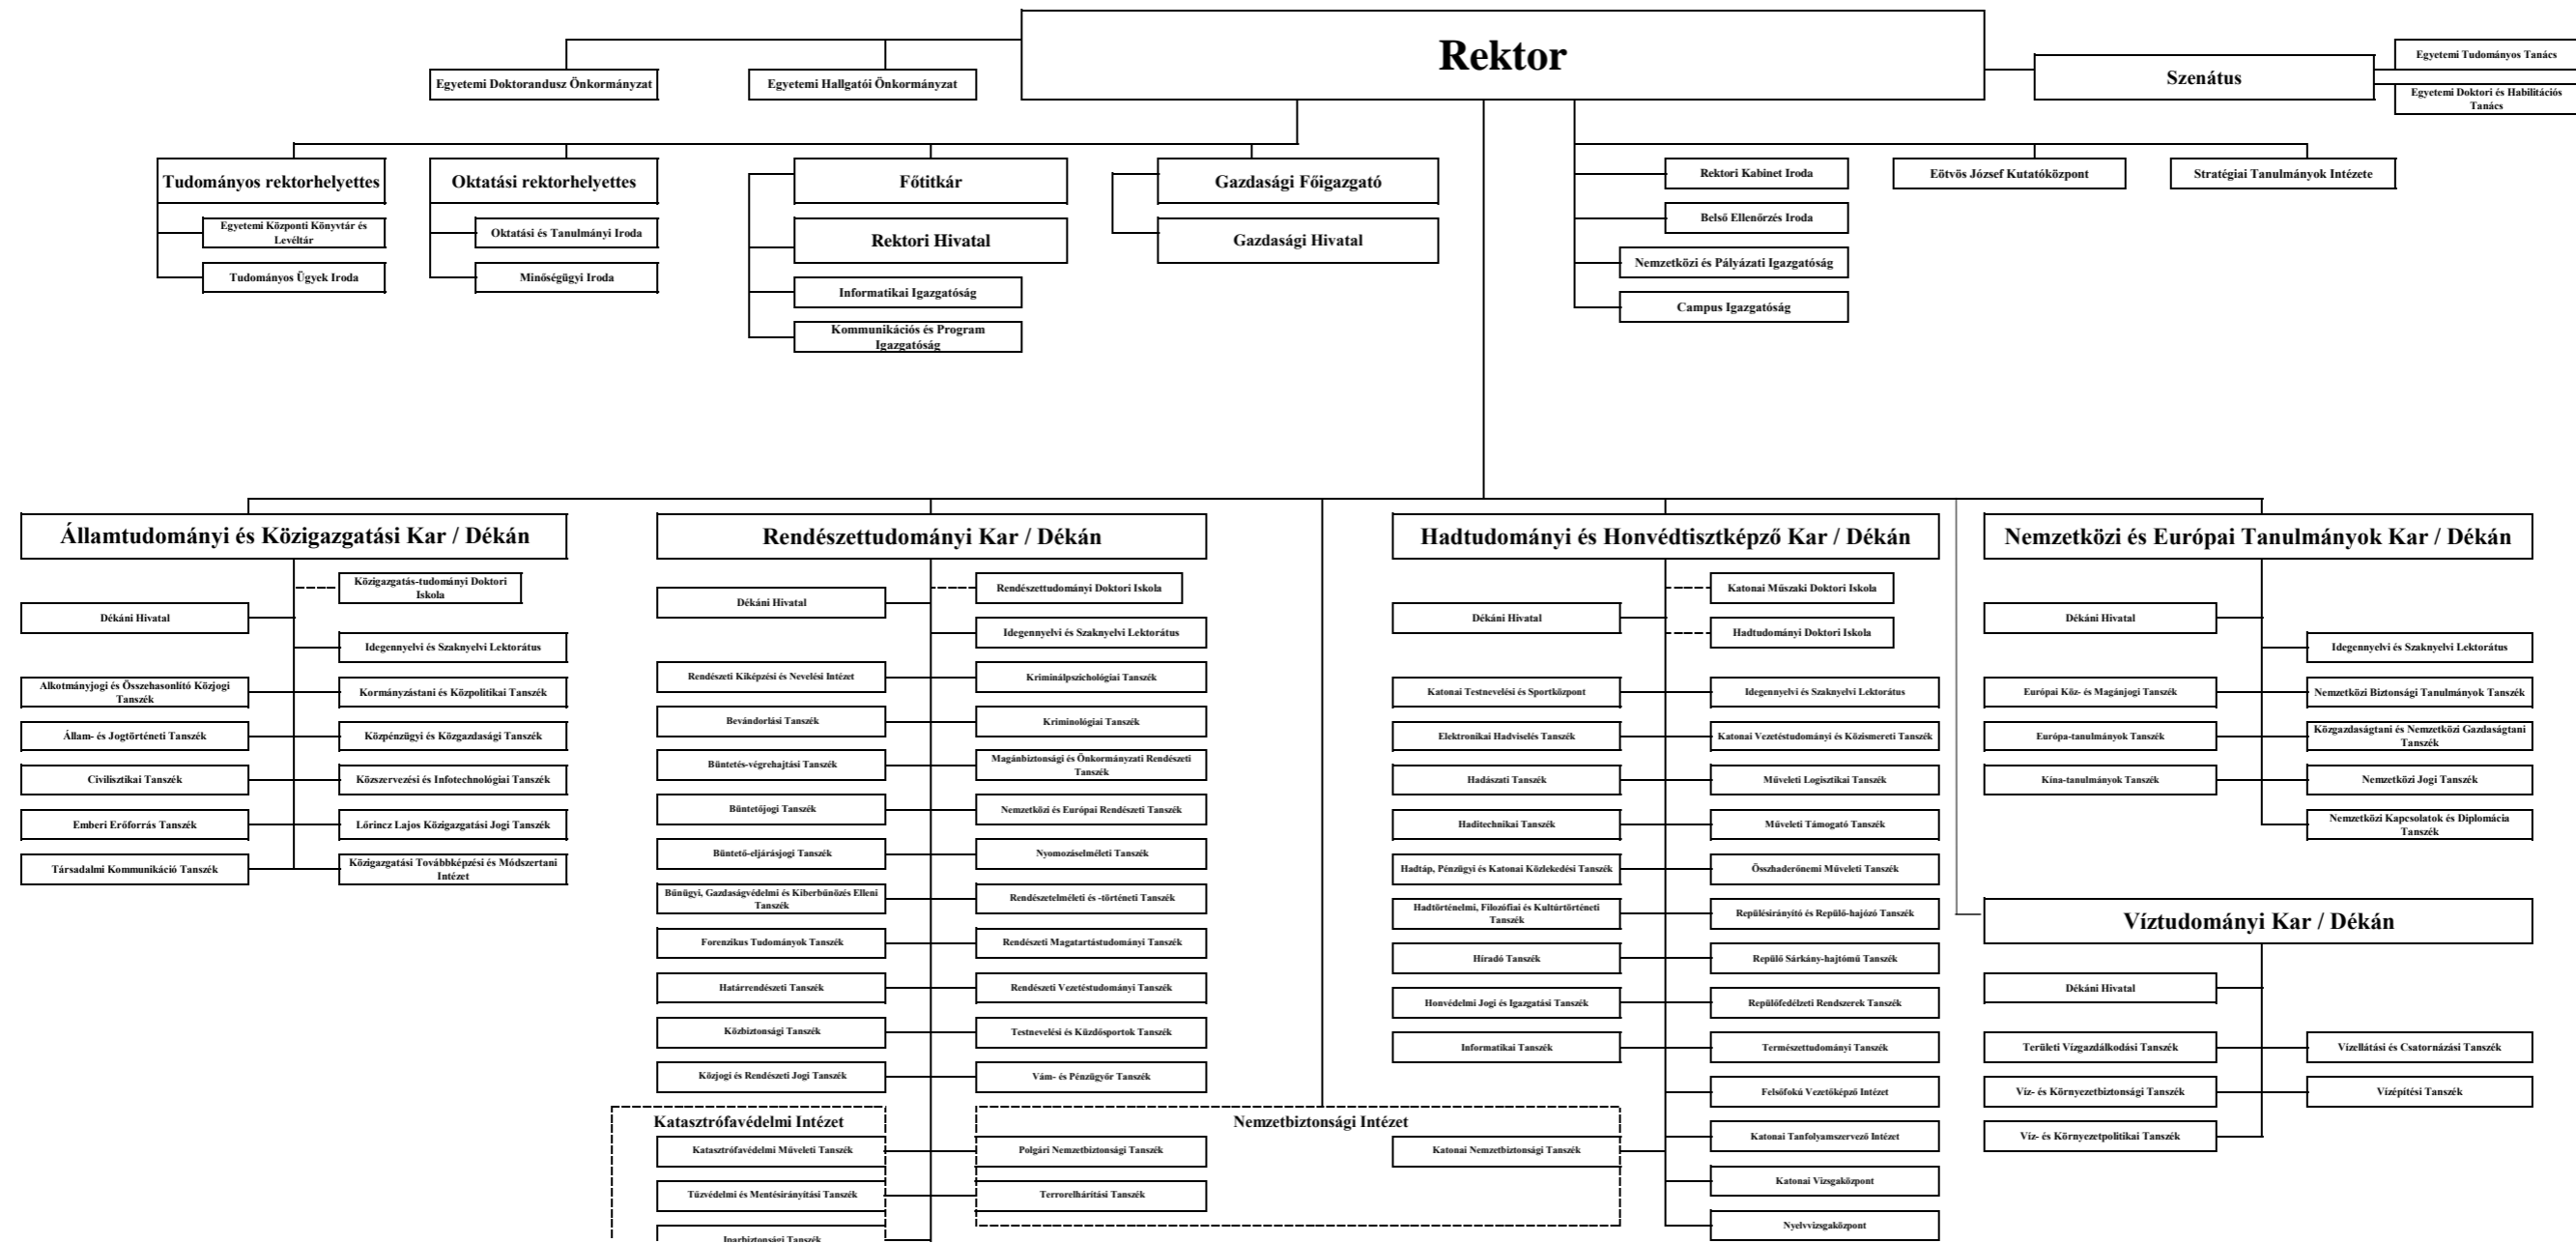 Rektor
Egyetemi Doktorandusz Önkormányzat
Egyetemi Hallgatói Önkormányzat
Szenátus
Egyetemi Tudományos Tanács
Egyetemi Doktori és Habilitációs
Tanács
Tudományos rektorhelyettes
Egyetemi Központi Könyvtár és
Levéltár
Tudományos Ügyek Iroda
Oktatási rektorhelyettes
Oktatási és Tanulmányi Iroda
Minőségügyi Iroda
Főtitkár
Rektori Hivatal
Informatikai Igazgatóság
Kommunikációs és Program
Igazgatóság
Gazdasági Főigazgató
Gazdasági Hivatal
Rektori Kabinet Iroda
Belső Ellenőrzés Iroda
Nemzetközi és Pályázati Igazgatóság
Campus Igazgatóság
Eötvös József Kutatóközpont
Stratégiai Tanulmányok Intézete
Államtudományi és Közigazgatási Kar / Dékán
Közigazgatás-tudományi Doktori
Iskola
Dékáni Hivatal
Idegennyelvi és Szaknyelvi Lektorátus
Alkotmányjogi és Összehasonlító Közjogi
Tanszék
Kormányzástani és Közpolitikai Tanszék
Állam- és Jogtörténeti Tanszék
Közpénzügyi és Közgazdasági Tanszék
Civilisztikai Tanszék
Közszervezési és Infotechnológiai Tanszék
Emberi Erőforrás Tanszék
Lőrincz Lajos Közigazgatási Jogi Tanszék
Társadalmi Kommunikáció Tanszék
Közigazgatási Továbbképzési és Módszertani
Intézet
Rendészettudományi Kar / Dékán
Rendészettudományi Doktori Iskola
Dékáni Hivatal
Idegennyelvi és Szaknyelvi Lektorátus
Rendészeti Kiképzési és Nevelési Intézet
Kriminálpszichológiai Tanszék
Bevándorlási Tanszék
Kriminológiai Tanszék
Büntetés-végrehajtási Tanszék
Magánbiztonsági és Önkormányzati Rendészeti
Tanszék
Büntetőjogi Tanszék
Nemzetközi és Európai Rendészeti Tanszék
Büntető-eljárásjogi Tanszék
Nyomozáselméleti Tanszék
Bűnügyi, Gazdaságvédelmi és Kiberbűnözés Elleni
Tanszék
Rendészetelméleti és -történeti Tanszék
Forenzikus Tudományok Tanszék
Rendészeti Magatartástudományi Tanszék
Határrendészeti Tanszék
Rendészeti Vezetéstudományi Tanszék
Közbiztonsági Tanszék
Testnevelési és Küzdősportok Tanszék
Közjogi és Rendészeti Jogi Tanszék
Vám- és Pénzügyőr Tanszék
Katasztrófavédelmi Intézet
Katasztrófavédelmi Műveleti Tanszék
Tűzvédelmi és Mentésirányítási Tanszék
Iparbiztonsági Tanszék
Nemzetbiztonsági Intézet
Polgári Nemzetbiztonsági Tanszék
Terrorelhárítási Tanszék
Katonai Nemzetbiztonsági Tanszék
Hadtudományi és Honvédtisztképző Kar / Dékán
Katonai Műszaki Doktori Iskola
Dékáni Hivatal
Hadtudományi Doktori Iskola
Katonai Testnevelési és Sportközpont
Idegennyelvi és Szaknyelvi Lektorátus
Elektronikai Hadviselés Tanszék
Katonai Vezetéstudományi és Közismereti Tanszék
Hadászati Tanszék
Műveleti Logisztikai Tanszék
Haditechnikai Tanszék
Műveleti Támogató Tanszék
Hadtáp, Pénzügyi és Katonai Közlekedési Tanszék
Összhaderőnemi Műveleti Tanszék
Hadtörténelmi, Filozófiai és Kultúrtörténeti
Tanszék
Repülésirányító és Repülő-hajózó Tanszék
Híradó Tanszék
Repülő Sárkány-hajtómű Tanszék
Honvédelmi Jogi és Igazgatási Tanszék
Repülőfedélzeti Rendszerek Tanszék
Informatikai Tanszék
Természettudományi Tanszék
Felsőfokú Vezetőképző Intézet
Katonai Tanfolyamszervező Intézet
Katonai Vizsgaközpont
Nyelvvizsgaközpont
Nemzetközi és Európai Tanulmányok Kar / Dékán
Dékáni Hivatal
Idegennyelvi és Szaknyelvi Lektorátus
Európai Köz- és Magánjogi Tanszék
Nemzetközi Biztonsági Tanulmányok Tanszék
Európa-tanulmányok Tanszék
Közgazdaságtani és Nemzetközi Gazdaságtani
Tanszék
Kína-tanulmányok Tanszék
Nemzetközi Jogi Tanszék
Nemzetközi Kapcsolatok és Diplomácia
Tanszék
Víztudományi Kar / Dékán
Dékáni Hivatal
Területi Vízgazdálkodási Tanszék
Vízellátási és Csatornázási Tanszék
Víz- és Környezetbiztonsági Tanszék
Vízépítési Tanszék
Víz- és Környezetpolitikai Tanszék